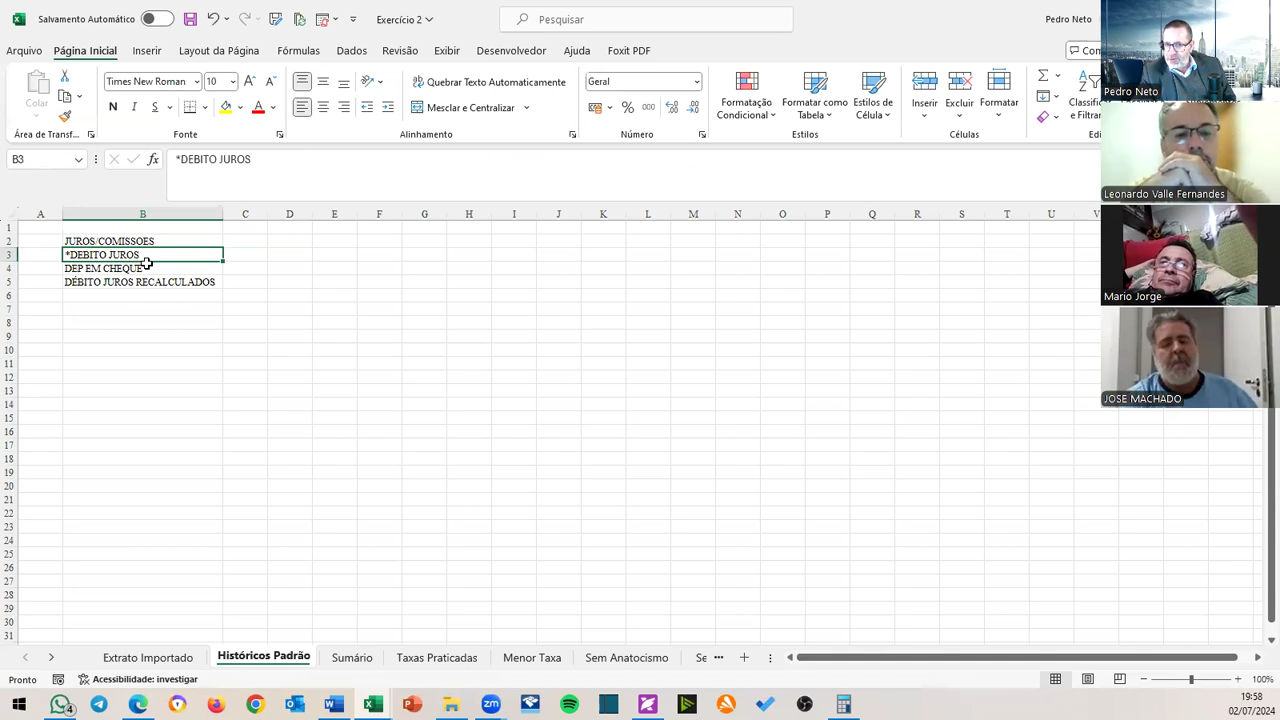 Salvamento Automático
Exercício 2
Pesquisar
Pedro Neto
Arquivo
Página Inicial
Inserir
Layout da Página
Fórmulas
Dados
Revisão
Exibir
Desenvolvedor
Ajuda
Foxit PDF
Colar
Times New Roman
10
N
I
S
Quebrar Texto Automaticamente
Mesclar e Centralizar
Geral
Formatação
Condicional
Formatar como
Tabela
Estilos de
Célula
Inserir
Excluir
Formatar
Classific
e Filtrar
Área de Transf...
Fonte
Alinhamento
Número
Estilos
Células
B3
fx
*DEBITO JUROS
A B C D E F G H I J K L M N O P Q R S T U V
1
2 JUROS/COMISSOES
3 *DEBITO JUROS
4 DEP EM CHEQUE
5 DÉBITO JUROS RECALCULADOS
6
7
8
9
10
11
12
13
14
15
16
17
18
19
20
21
22
23
24
25
26
27
28
29
30
31
Pedro Neto
Leonardo Valle Fernandes
Mario Jorge
JOSE MACHADO
Extrato Importado
Históricos Padrão
Sumário
Taxas Praticadas
Menor Taxa
Sem Anatocismo
Se
Pronto
Acessibilidade: investigar
100%
4
19:58
02/07/2024